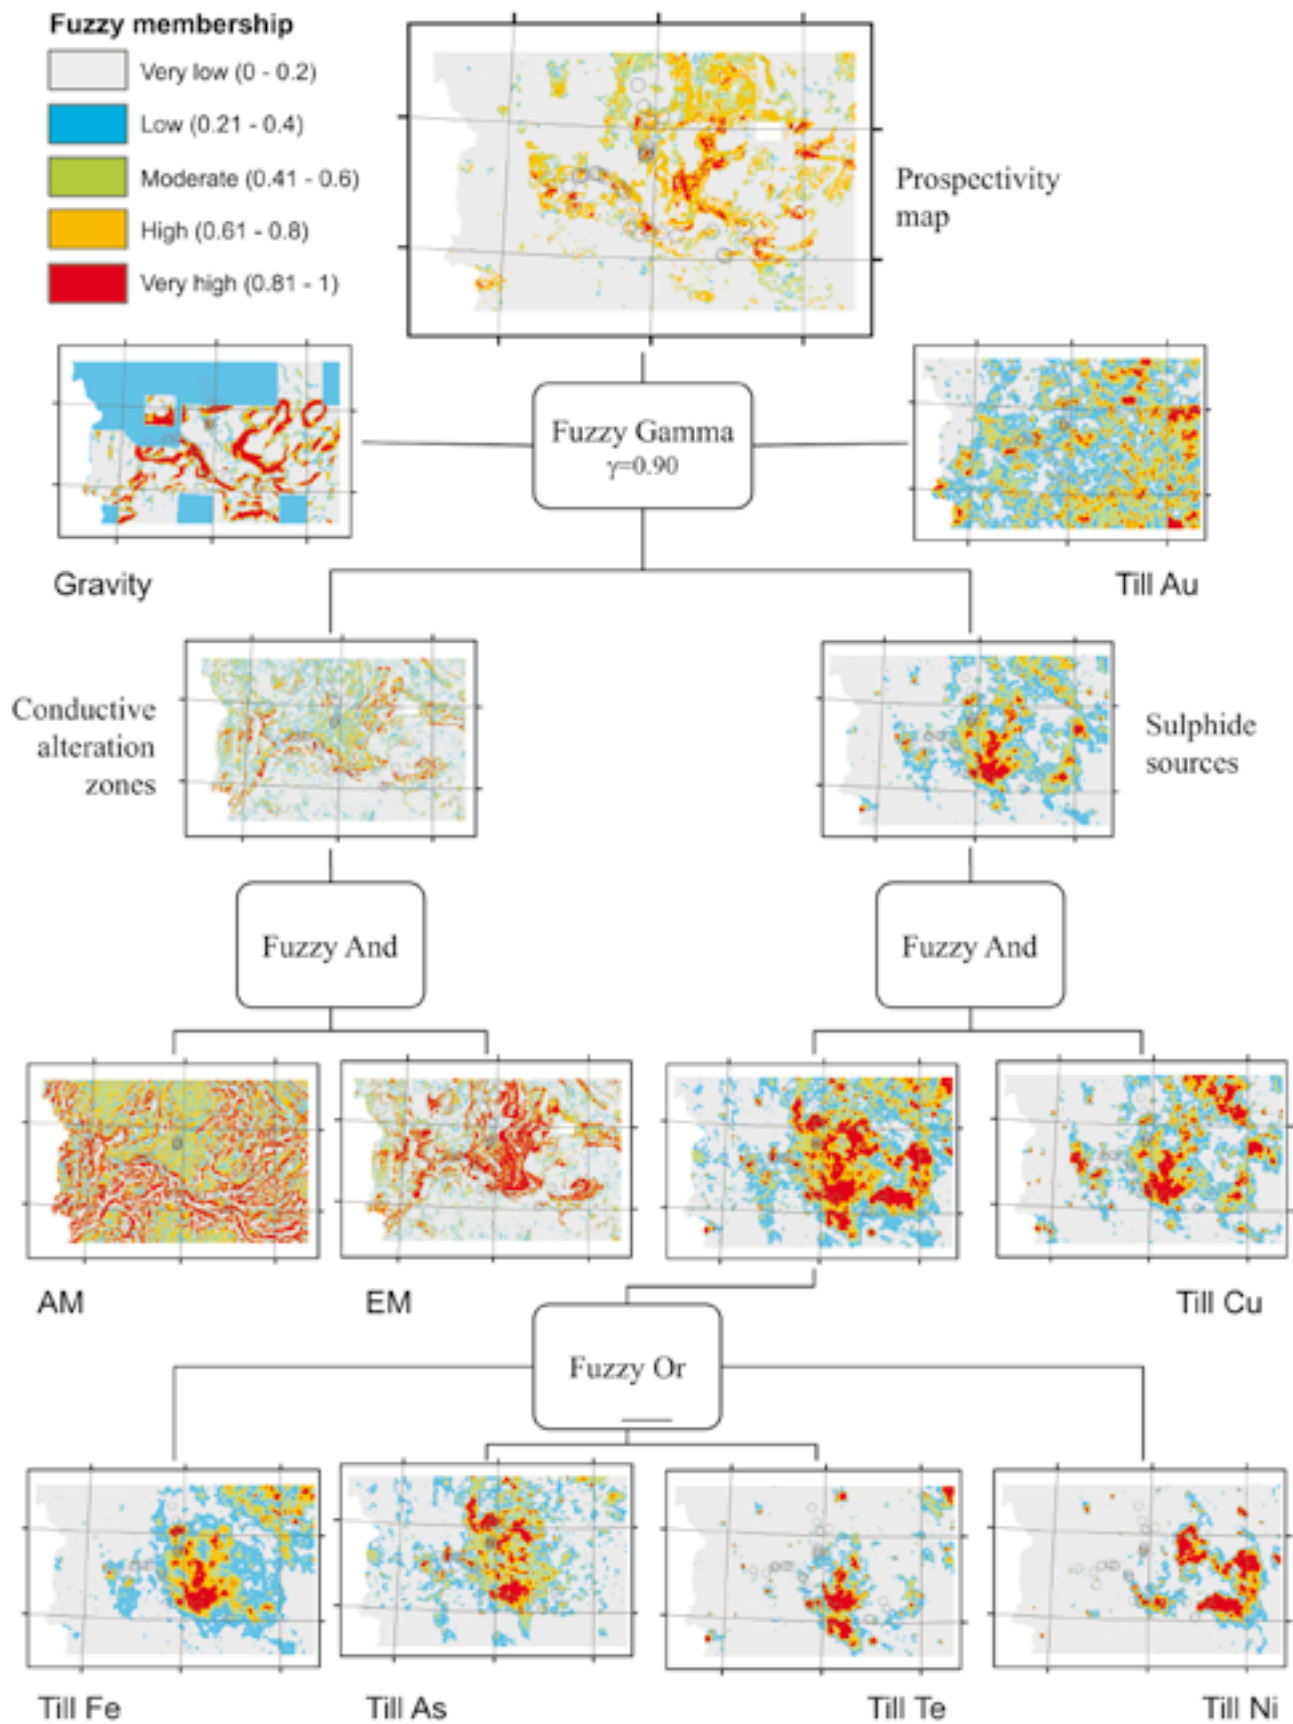 Fuzzy membership
Very low (0 - 0.2)
Low (0.21 - 0.4)
Moderate (0.41 - 0.6)
High (0.61 - 0.8)
Very high (0.81 - 1)
Prospectivity
map
Fuzzy Gamma
γ=0.90
Gravity
Till Au
Conductive
alteration
zones
Sulphide
sources
Fuzzy And
Fuzzy And
AM
EM
Till Cu
Fuzzy Or
Till Fe
Till As
Till Te
Till Ni